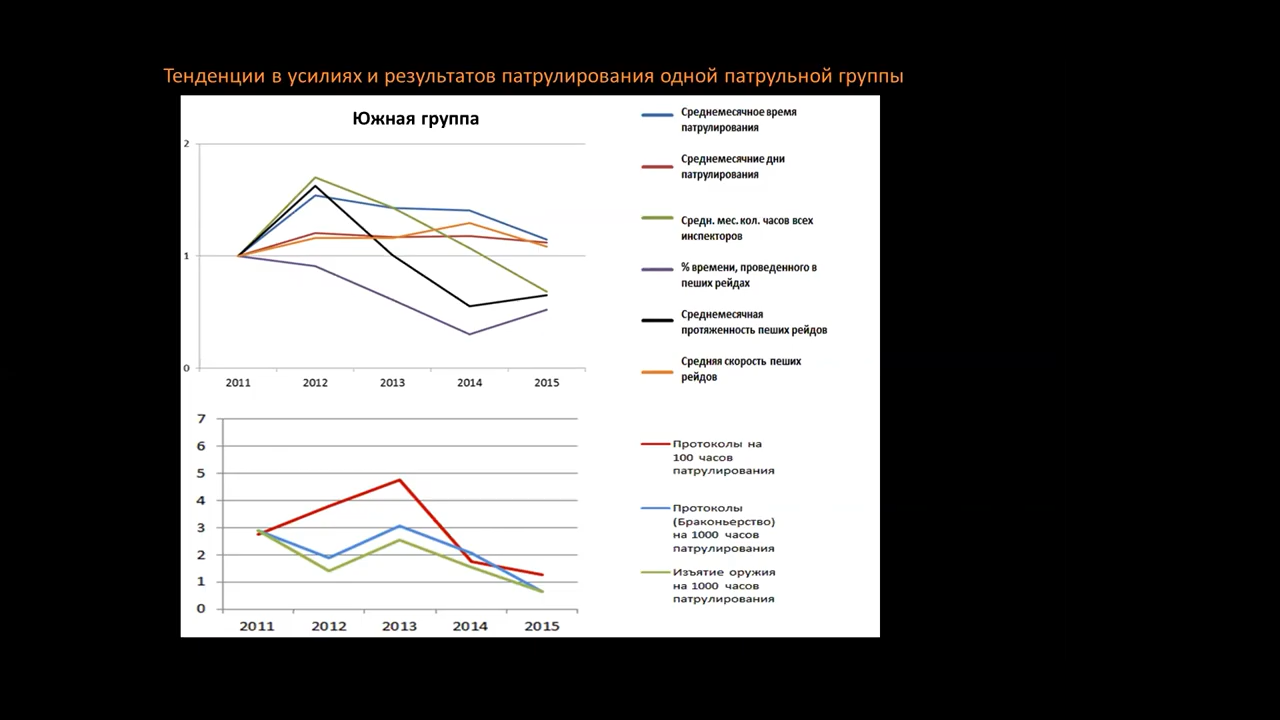 Тенденции в усилиях и результатов патрулирования одной патрульной группы
Южная группа
2
1
0
2011 2012 2013 2014 2015
Среднемесячное время
патрулирования
Среднемесячние дни
патрулирования
Средн. мес. кол. часов всех
инспекторов
% времени, проведенного в
пеших рейдах
Среднемесячная
протяженность пеших рейдов
Средняя скорость пеших
рейдов
7
6
5
4
3
2
1
0
2011 2012 2013 2014 2015
Протоколы на
100 часов
патрулирования
Протоколы
(Браконьерство)
на 1000 часов
патрулирования
Изъятие оружия
на 1000 часов
патрулирования